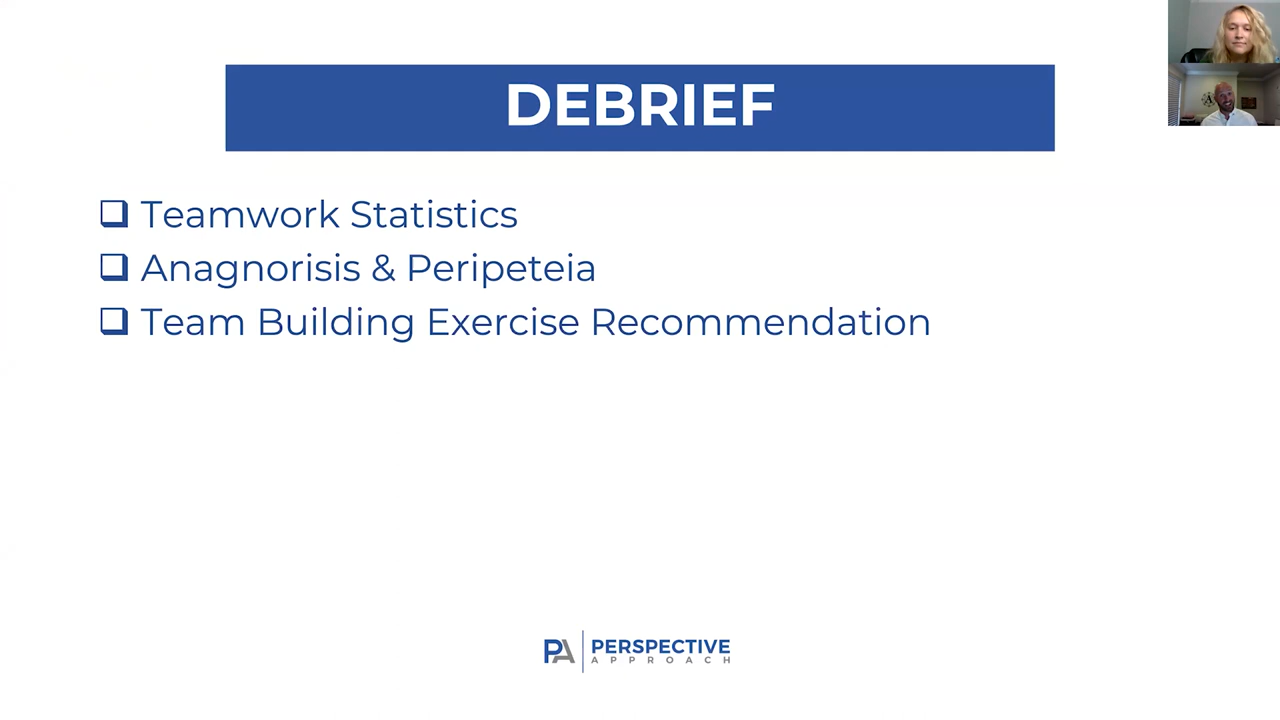 DEBRIEF
Teamwork Statistics
Anagnorisis & Peripeteia
Team Building Exercise Recommendation
PA PERSPECTIVE
APPROACH